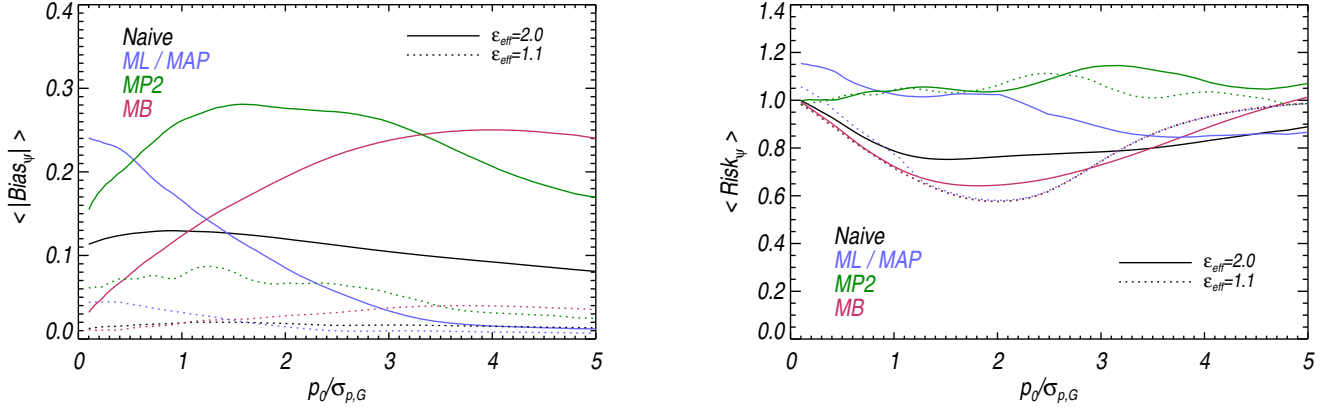 < |Bias_ψ| >
0.4
0.3
0.2
0.1
0.0
Naive
ML / MAP
MP2
MB
ε_eff=2.0
ε_eff=1.1
0 1 2 3 4 5
p_0/σ_p,G
< Risk_ψ >
1.4
1.2
1.0
0.8
0.6
0.4
0.2
0.0
Naive
ML / MAP
MP2
MB
ε_eff=2.0
ε_eff=1.1
0 1 2 3 4 5
p_0/σ_p,G